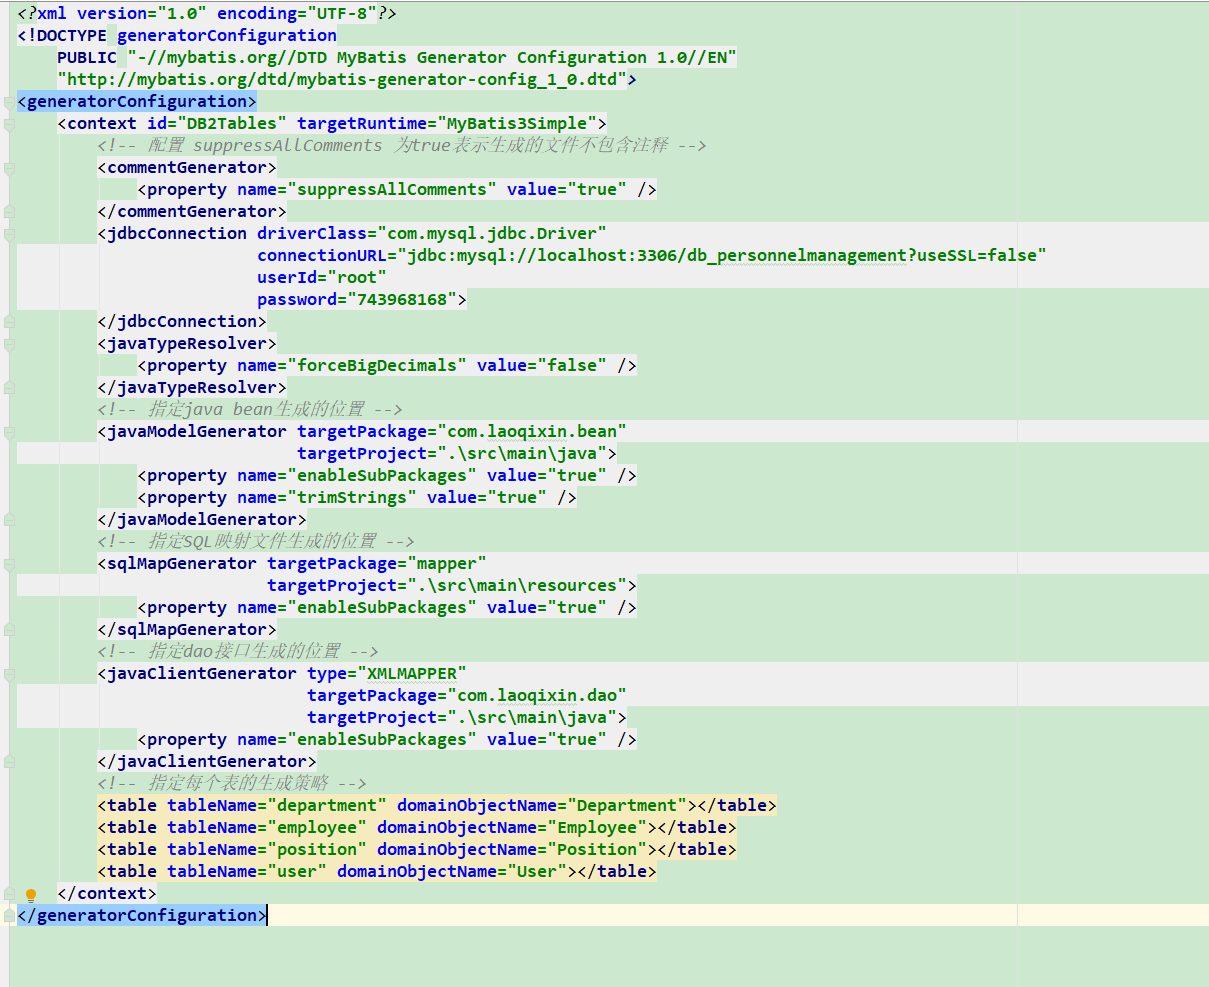 <?xml version="1.0" encoding="UTF-8"?>
<!DOCTYPE generatorConfiguration
PUBLIC "-//mybatis.org//DTD MyBatis Generator Configuration 1.0//EN"
"http://mybatis.org/dtd/mybatis-generator-config_1_0.dtd">
<generatorConfiguration>
<context id="DB2Tables" targetRuntime="MyBatis3Simple">
<!-- 配置 suppressAllComments 为true表示生成的文件不包含注释 -->
<commentGenerator>
<property name="suppressAllComments" value="true" />
</commentGenerator>
<jdbcConnection driverClass="com.mysql.jdbc.Driver"
connectionURL="jdbc:mysql://localhost:3306/db_personnelmanagement?useSSL=false"
userId="root"
password="743968168">
</jdbcConnection>
<javaTypeResolver>
<property name="forceBigDecimals" value="false" />
</javaTypeResolver>
<!-- 指定java bean生成的位置 -->
<javaModelGenerator targetPackage="com.laoqixin.bean"
targetProject=".\src\main\java">
<property name="enableSubPackages" value="true" />
<property name="trimStrings" value="true" />
</javaModelGenerator>
<!-- 指定SQL映射文件生成的位置 -->
<sqlMapGenerator targetPackage="mapper"
targetProject=".\src\main\resources">
<property name="enableSubPackages" value="true" />
</sqlMapGenerator>
<!-- 指定dao接口生成的位置 -->
<javaClientGenerator type="XMLMAPPER"
targetPackage="com.laoqixin.dao"
targetProject=".\src\main\java">
<property name="enableSubPackages" value="true" />
</javaClientGenerator>
<!-- 指定每个表的生成策略 -->
<table tableName="department" domainObjectName="Department"></table>
<table tableName="employee" domainObjectName="Employee"></table>
<table tableName="position" domainObjectName="Position"></table>
<table tableName="user" domainObjectName="User"></table>
</context>
</generatorConfiguration>